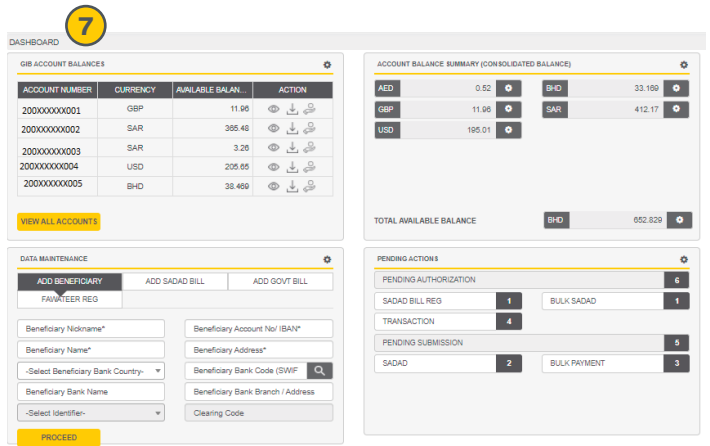 7
DASHBOARD
GIB ACCOUNT BALANCES
ACCOUNT NUMBER CURRENCY AVAILABLE BALAN... ACTION
200XXXXXX001 GBP 11.96
200XXXXXX002 SAR 365.48
200XXXXXX003 SAR 3.26
200XXXXXX004 USD 205.65
200XXXXXX005 BHD 38.469
VIEW ALL ACCOUNTS
ACCOUNT BALANCE SUMMARY (CONSOLIDATED BALANCE)
AED 0.52 BHD 33.169
GBP 11.96 SAR 412.17
USD 195.01
TOTAL AVAILABLE BALANCE BHD 652.829
DATA MAINTENANCE
ADD BENEFICIARY ADD SADAD BILL ADD GOVT BILL
FAWATEER REG
Beneficiary Nickname* Beneficiary Account No/ IBAN*
Beneficiary Name* Beneficiary Address*
-Select Beneficiary Bank Country- Beneficiary Bank Code (SWIF
Beneficiary Bank Name Beneficiary Bank Branch / Address
-Select Identifier- Clearing Code
PROCEED
PENDING ACTIONS
PENDING AUTHORIZATION 6
SADAD BILL REG 1 BULK SADAD 1
TRANSACTION 4
PENDING SUBMISSION 5
SADAD 2 BULK PAYMENT 3